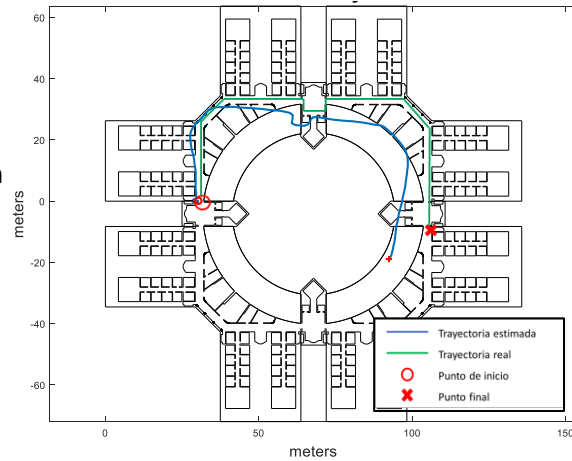 60
40
20
0
-20
-40
-60
meters
0
50
100
150
meters
Trayectoria estimada
Trayectoria real
Punto de inicio
Punto final